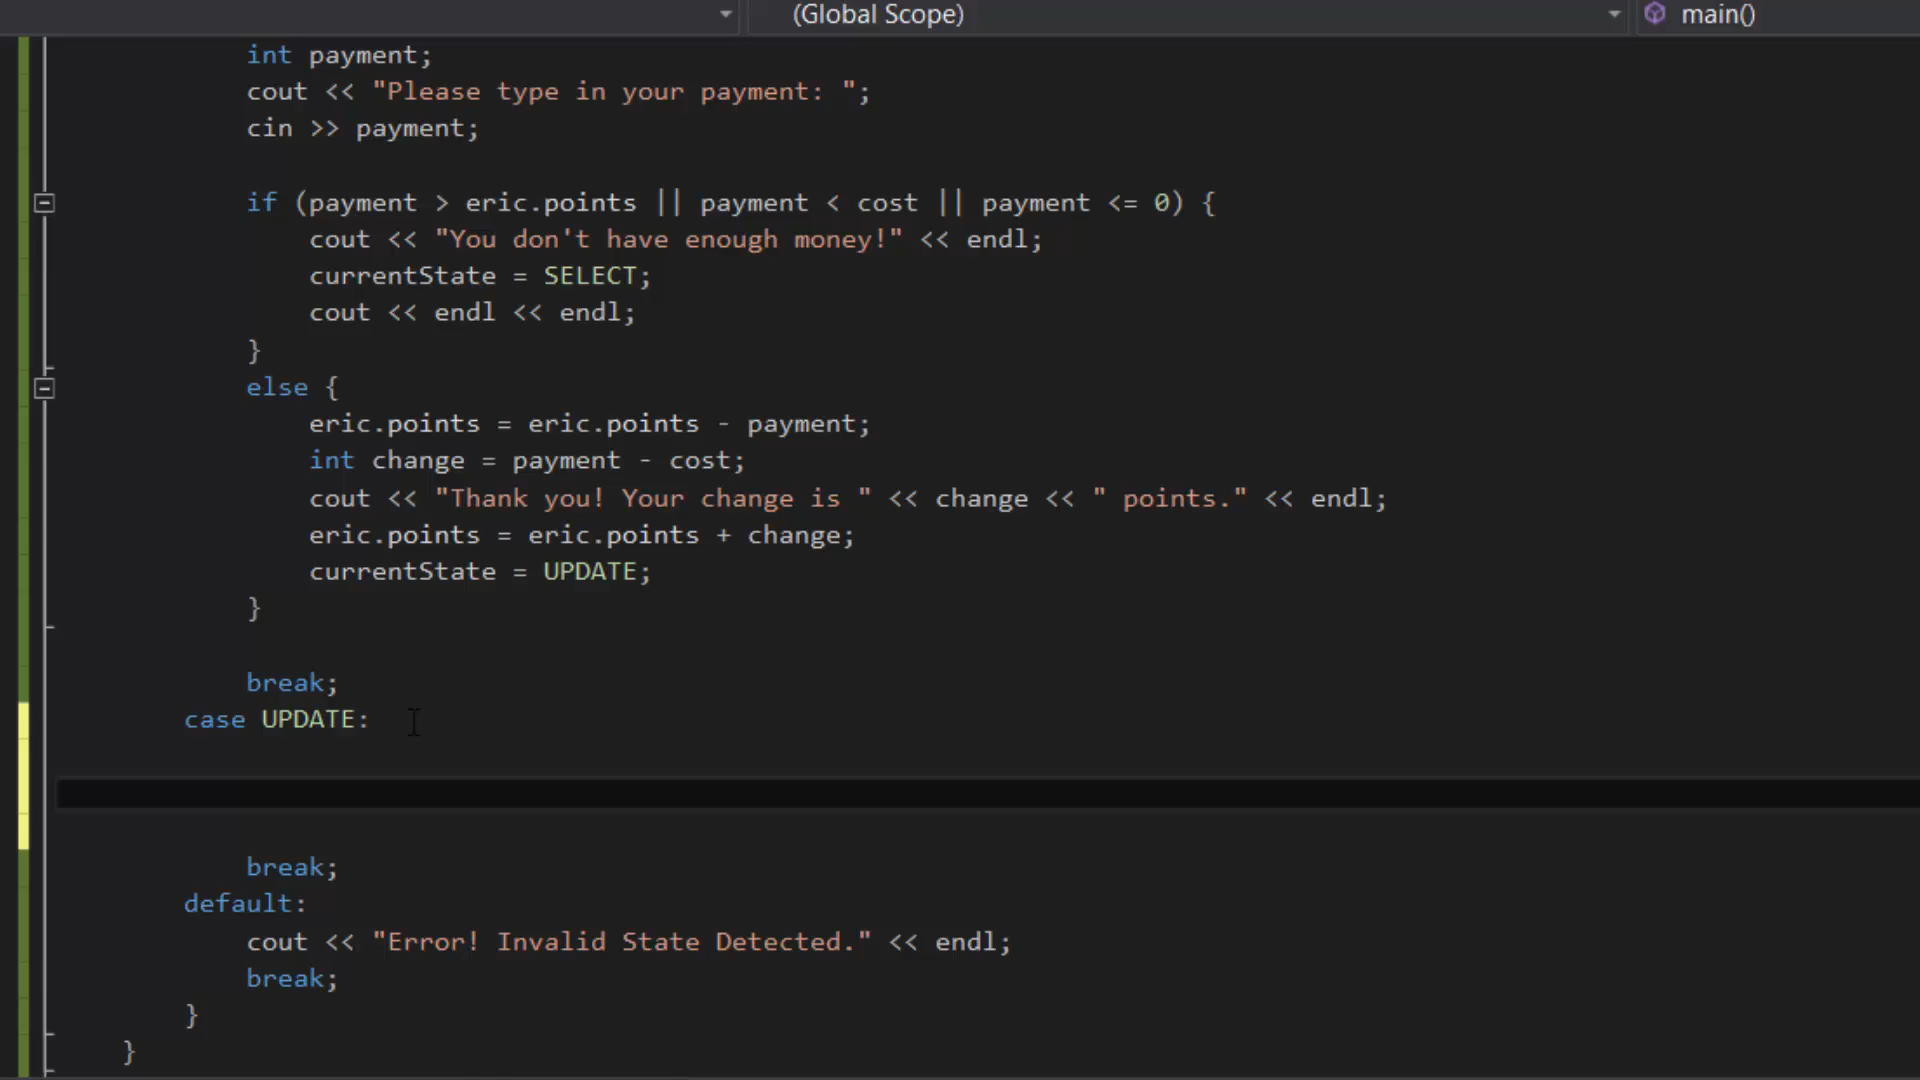 (Global Scope) main()
int payment;
cout << "Please type in your payment: ";
cin >> payment;
if (payment > eric.points || payment < cost || payment <= 0) {
cout << "You don't have enough money!" << endl;
currentState = SELECT;
cout << endl << endl;
}
else {
eric.points = eric.points - payment;
int change = payment - cost;
cout << "Thank you! Your change is " << change << " points." << endl;
eric.points = eric.points + change;
currentState = UPDATE;
}
break;
case UPDATE:
break;
default:
cout << "Error! Invalid State Detected." << endl;
break;
}
}